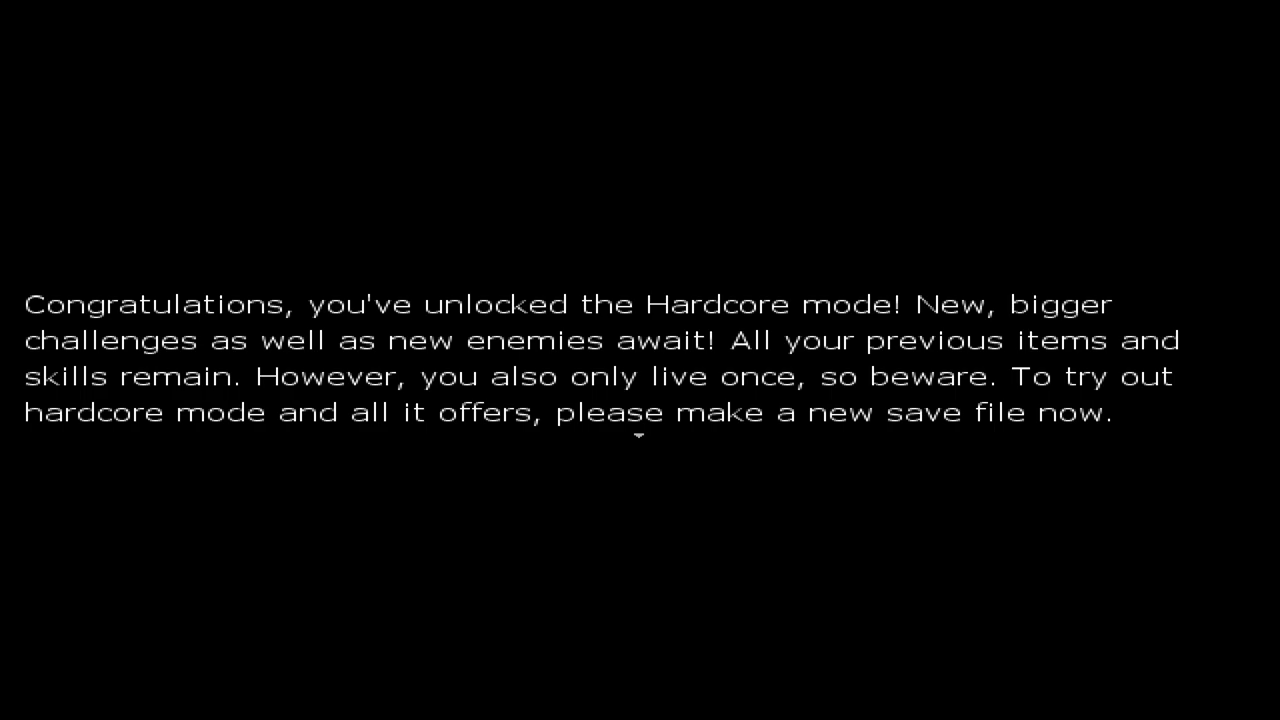 Congratulations, you've unlocked the Hardcore mode! New, bigger
challenges as well as new enemies await! All your previous items and
skills remain. However, you also only live once, so beware. To try out
hardcore mode and all it offers, please make a new save file now.